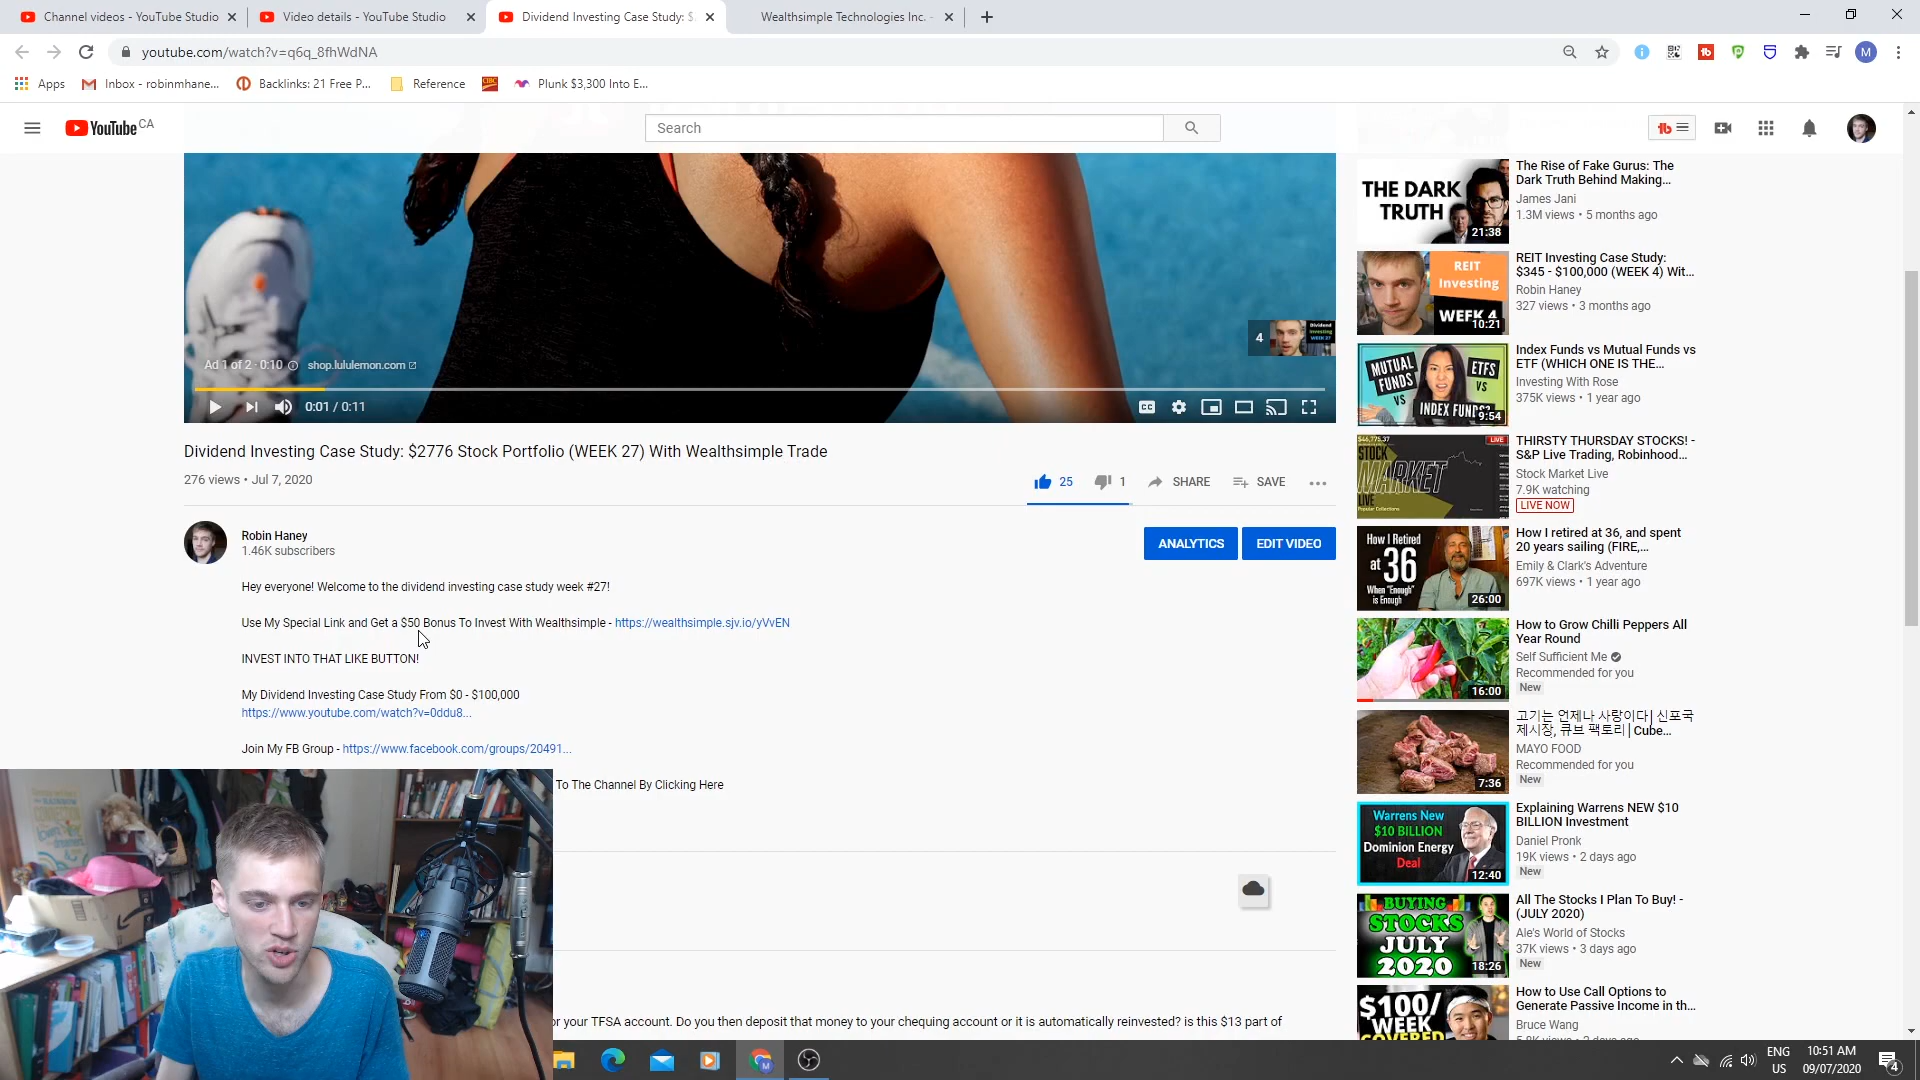 Channel videos - YouTube Studio
Video details - YouTube Studio
Dividend Investing Case Study: $
Wealthsimple Technologies Inc. -
youtube.com/watch?v=q6q_8fhWdNA
Apps
Inbox - robinmhane...
Backlinks: 21 Free P...
Reference
CIBC
Plunk $3,300 Into E...
YouTube CA
Search
Ad 1 of 2 · 0:10
shop.lululemon.com
4
0:01 / 0:11
Dividend Investing Case Study: $2776 Stock Portfolio (WEEK 27) With Wealthsimple Trade
276 views • Jul 7, 2020
25
1
SHARE
SAVE
Robin Haney
1.46K subscribers
ANALYTICS
EDIT VIDEO
Hey everyone! Welcome to the dividend investing case study week #27!
Use My Special Link and Get a $50 Bonus To Invest With Wealthsimple - https://wealthsimple.sjv.io/yVvEN
INVEST INTO THAT LIKE BUTTON!
My Dividend Investing Case Study From $0 - $100,000
https://www.youtube.com/watch?v=0ddu8...
Join My FB Group - https://www.facebook.com/groups/20491...
To The Channel By Clicking Here
or your TFSA account. Do you then deposit that money to your chequing account or it is automatically reinvested? is this $13 part of
THE DARK
TRUTH
21:38
The Rise of Fake Gurus: The
Dark Truth Behind Making...
James Jani
1.3M views • 5 months ago
REIT
Investing
WEEK 4
10:21
REIT Investing Case Study:
$345 - $100,000 (WEEK 4) Wit...
Robin Haney
327 views • 3 months ago
MUTUAL
FUNDS
VS
ETFS
VS
INDEX FUNDS?
9:54
Index Funds vs Mutual Funds vs
ETF (WHICH ONE IS THE...
Investing With Rose
375K views • 1 year ago
$46,775.37
LIVE
STOCK
MARKET
LIVE
THIRSTY THURSDAY STOCKS! -
S&P Live Trading, Robinhood...
Stock Market Live
7.9K watching
LIVE NOW
How I Retired
at 36
When "Enough"
is Enough
26:00
How I retired at 36, and spent
20 years sailing (FIRE,...
Emily & Clark's Adventure
697K views • 1 year ago
16:00
How to Grow Chilli Peppers All
Year Round
Self Sufficient Me
Recommended for you
New
7:36
고기는 언제나 사랑이다| 신포국
제시장, 큐브 팩토리| Cube...
MAYO FOOD
Recommended for you
New
Warrens New
$10 BILLION
Dominion Energy
Deal
12:40
Explaining Warrens NEW $10
BILLION Investment
Daniel Pronk
19K views • 2 days ago
New
BUYING
STOCKS
JULY
2020
18:26
All The Stocks I Plan To Buy! -
(JULY 2020)
Ale's World of Stocks
37K views • 3 days ago
New
$100/
WEEK
How to Use Call Options to
Generate Passive Income in th...
Bruce Wang
ENG
US
10:51 AM
09/07/2020
4